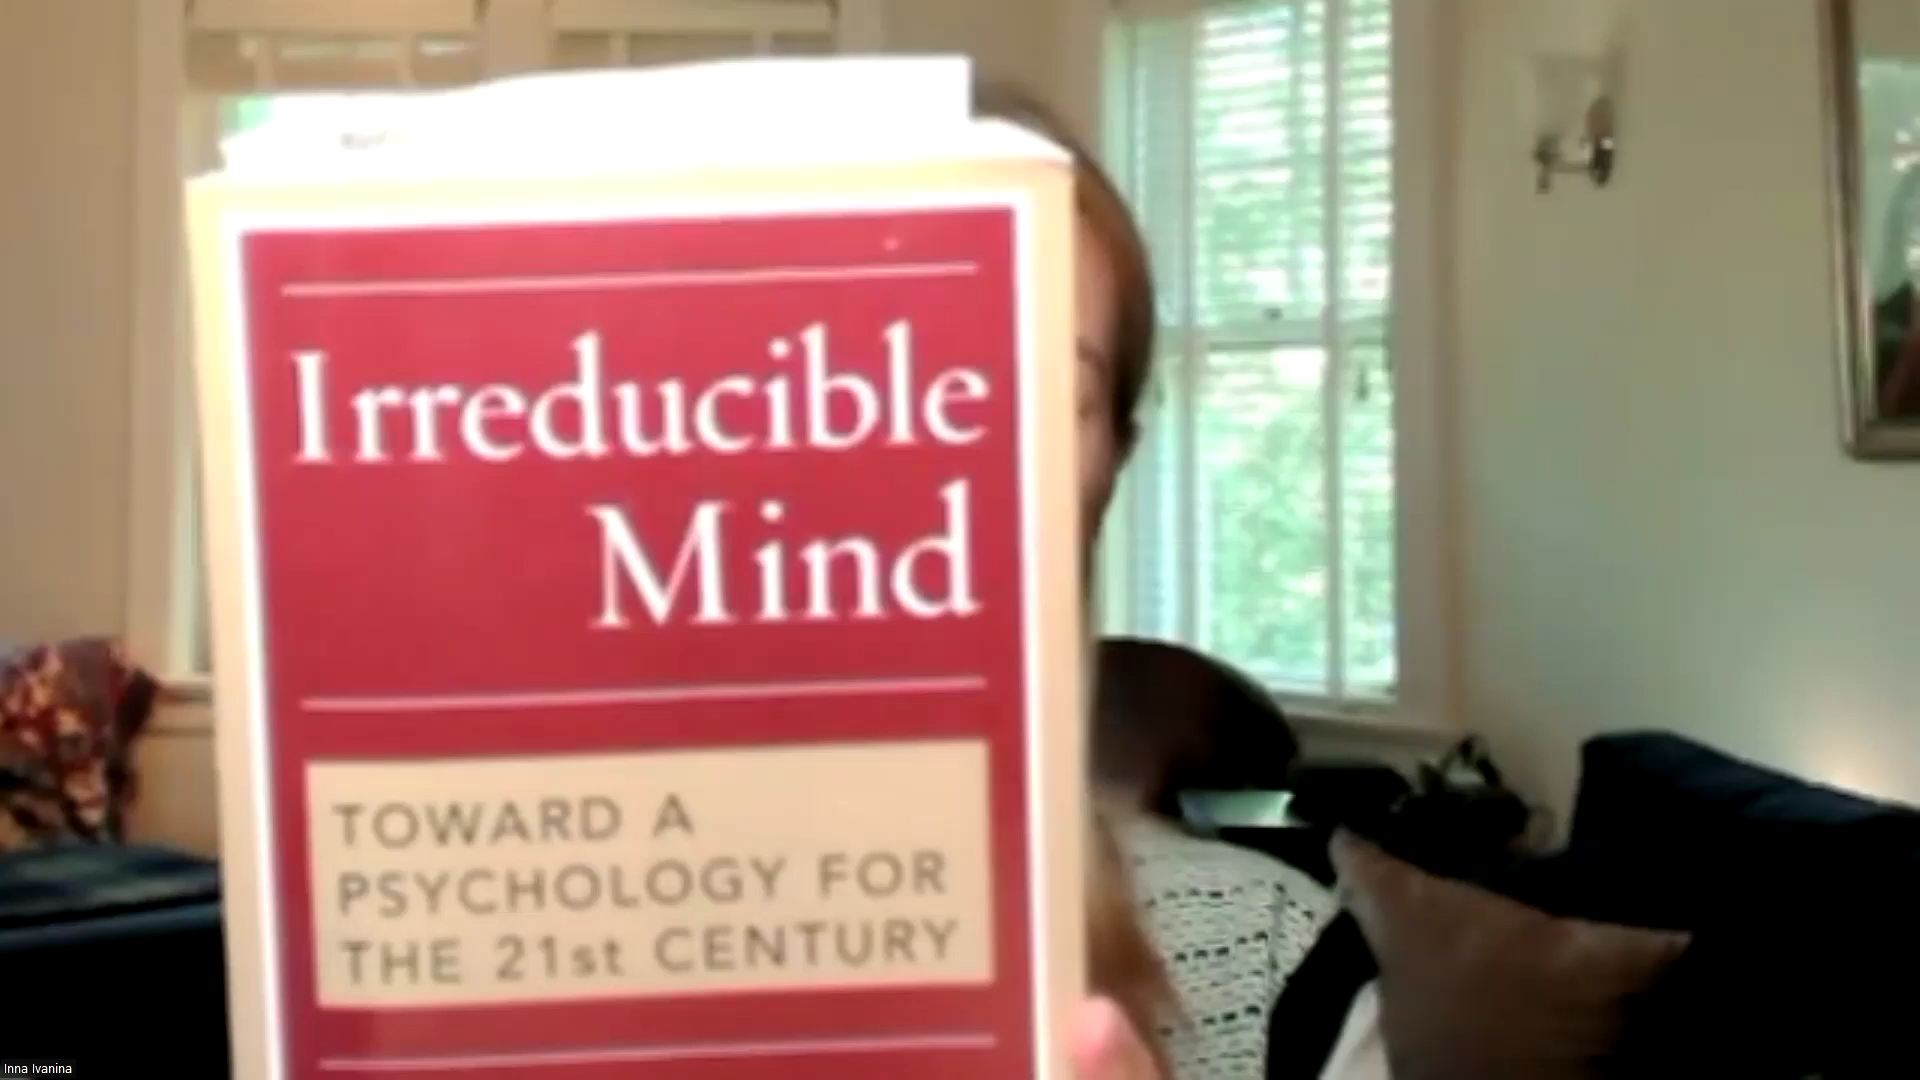 Irreducible
Mind
TOWARD A
PSYCHOLOGY FOR
THE 21st CENTURY
Inna Ivanina